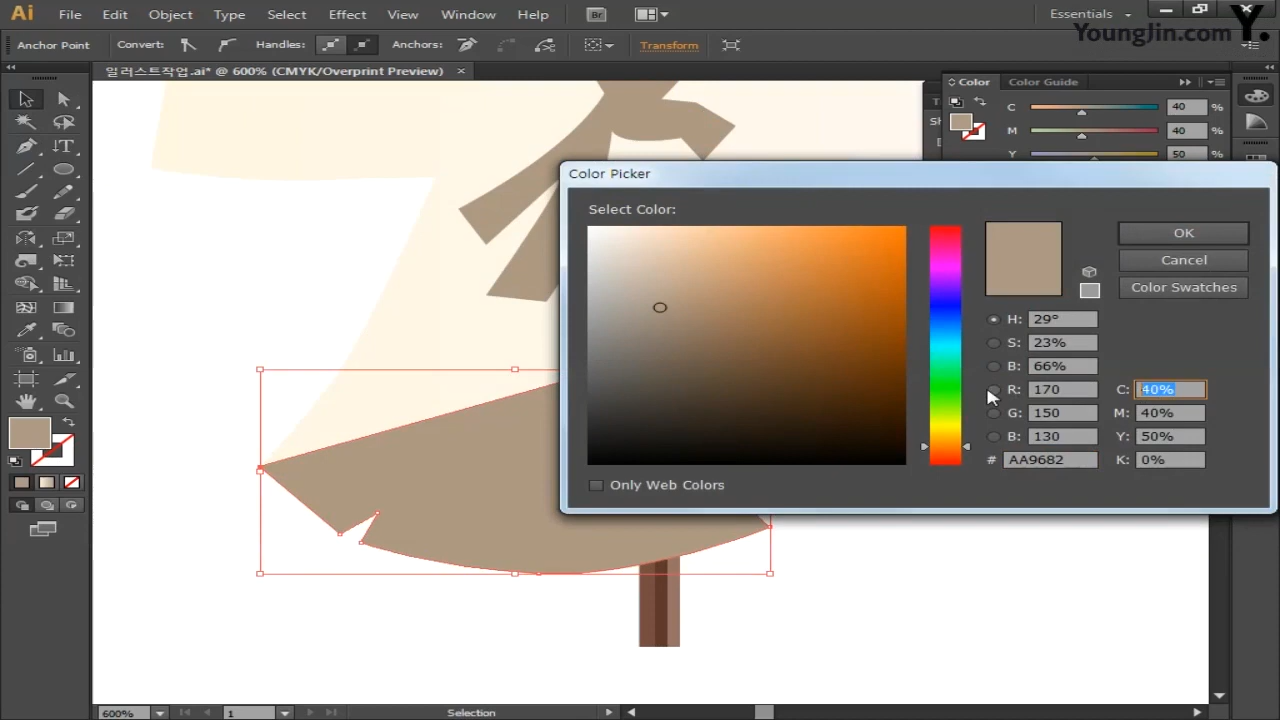 Ai File Edit Object Type Select Effect View Window Help Br Essentials
YoungJin.com Y.
Anchor Point Convert: Handles: Anchors: Transform
일러스트작업.ai* @ 600% (CMYK/Overprint Preview) ×
Color Color Guide
C 40 %
M 40 %
Y 50 %
Color Picker
Select Color:
OK
Cancel
Color Swatches
H: 29°
S: 23%
B: 66%
R: 170 C: 40%
G: 150 M: 40%
B: 130 Y: 50%
# AA9682 K: 0%
Only Web Colors
600% 1 Selection